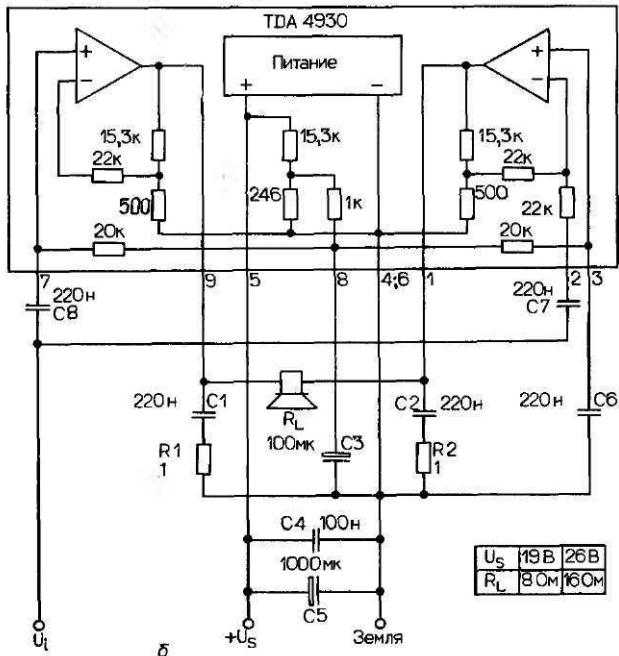 TDA 4930
Питание
+ −
+
−
+
−
15,3к
15,3к
15,3к
22к
22к
500
246
1к
500
22к
20к
20к
7
9
5
8
4;6
1
2
3
220н
C8
220н
C7
220н
C1
R_L
C2
220н
220н
C6
R1
1
100мк
C3
R2
1
C4
100н
1000мк
C5
U_S 19В 26В
R_L 8Ом 16Ом
U_i
+U_S
Земля
б